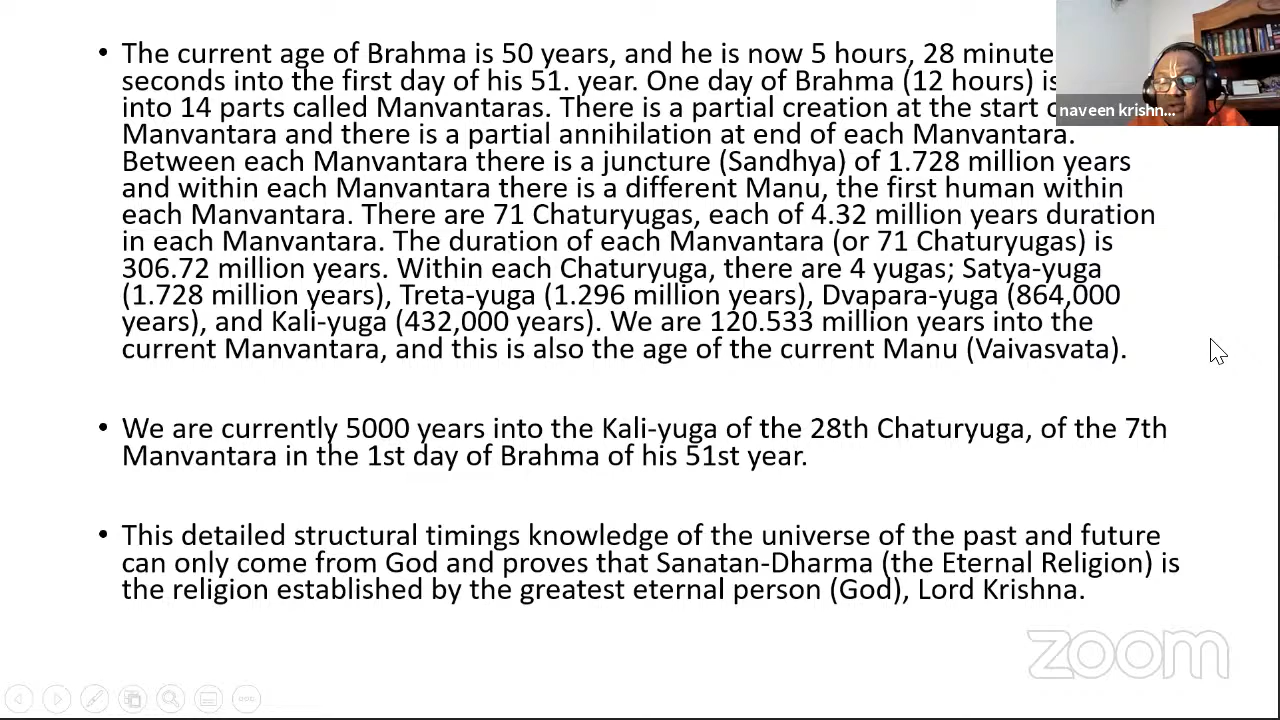 • The current age of Brahma is 50 years, and he is now 5 hours, 28 minute
seconds into the first day of his 51. year. One day of Brahma (12 hours) is
into 14 parts called Manvantaras. There is a partial creation at the start
Manvantara and there is a partial annihilation at end of each Manvantara.
Between each Manvantara there is a juncture (Sandhya) of 1.728 million years
and within each Manvantara there is a different Manu, the first human within
each Manvantara. There are 71 Chaturyugas, each of 4.32 million years duration
in each Manvantara. The duration of each Manvantara (or 71 Chaturyugas) is
306.72 million years. Within each Chaturyuga, there are 4 yugas; Satya-yuga
(1.728 million years), Treta-yuga (1.296 million years), Dvapara-yuga (864,000
years), and Kali-yuga (432,000 years). We are 120.533 million years into the
current Manvantara, and this is also the age of the current Manu (Vaivasvata).
• We are currently 5000 years into the Kali-yuga of the 28th Chaturyuga, of the 7th
Manvantara in the 1st day of Brahma of his 51st year.
• This detailed structural timings knowledge of the universe of the past and future
can only come from God and proves that Sanatan-Dharma (the Eternal Religion) is
the religion established by the greatest eternal person (God), Lord Krishna.
naveen krishn...
zoom